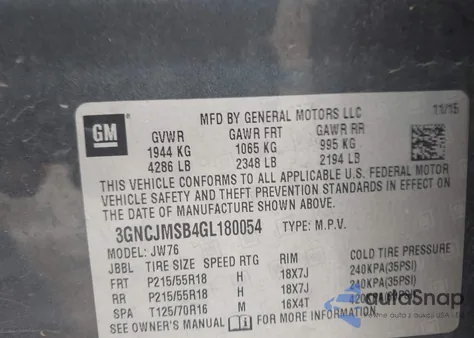 MFD BY GENERAL MOTORS LLC 11/15
GM
GVWR GAWR FRT GAWR RR
1944 KG 1065 KG 995 KG
4286 LB 2348 LB 2194 LB
THIS VEHICLE CONFORMS TO ALL APPLICABLE U.S. FEDERAL MOTOR
VEHICLE SAFETY AND THEFT PREVENTION STANDARDS IN EFFECT ON
THE DATE OF MANUFACTURE SHOWN ABOVE.
3GNCJMSB4GL180054 TYPE: M.P.V.
MODEL: JW76
JBBL TIRE SIZE SPEED RTG RIM COLD TIRE PRESSURE
FRT P215/55R18 H 18X7J 240KPA(35PSI)
RR P215/55R18 H 18X7J 240KPA(35PSI)
SPA T125/70R16 M 16X4T
SEE OWNER'S MANUAL FOR MORE INFORMATION
autoSnap